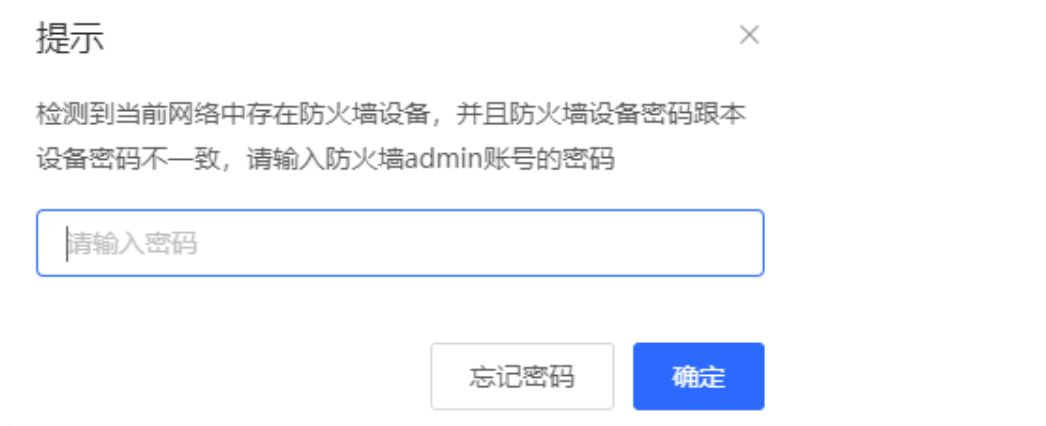 提示
检测到当前网络中存在防火墙设备，并且防火墙设备密码跟本
设备密码不一致，请输入防火墙admin账号的密码
请输入密码
忘记密码 确定